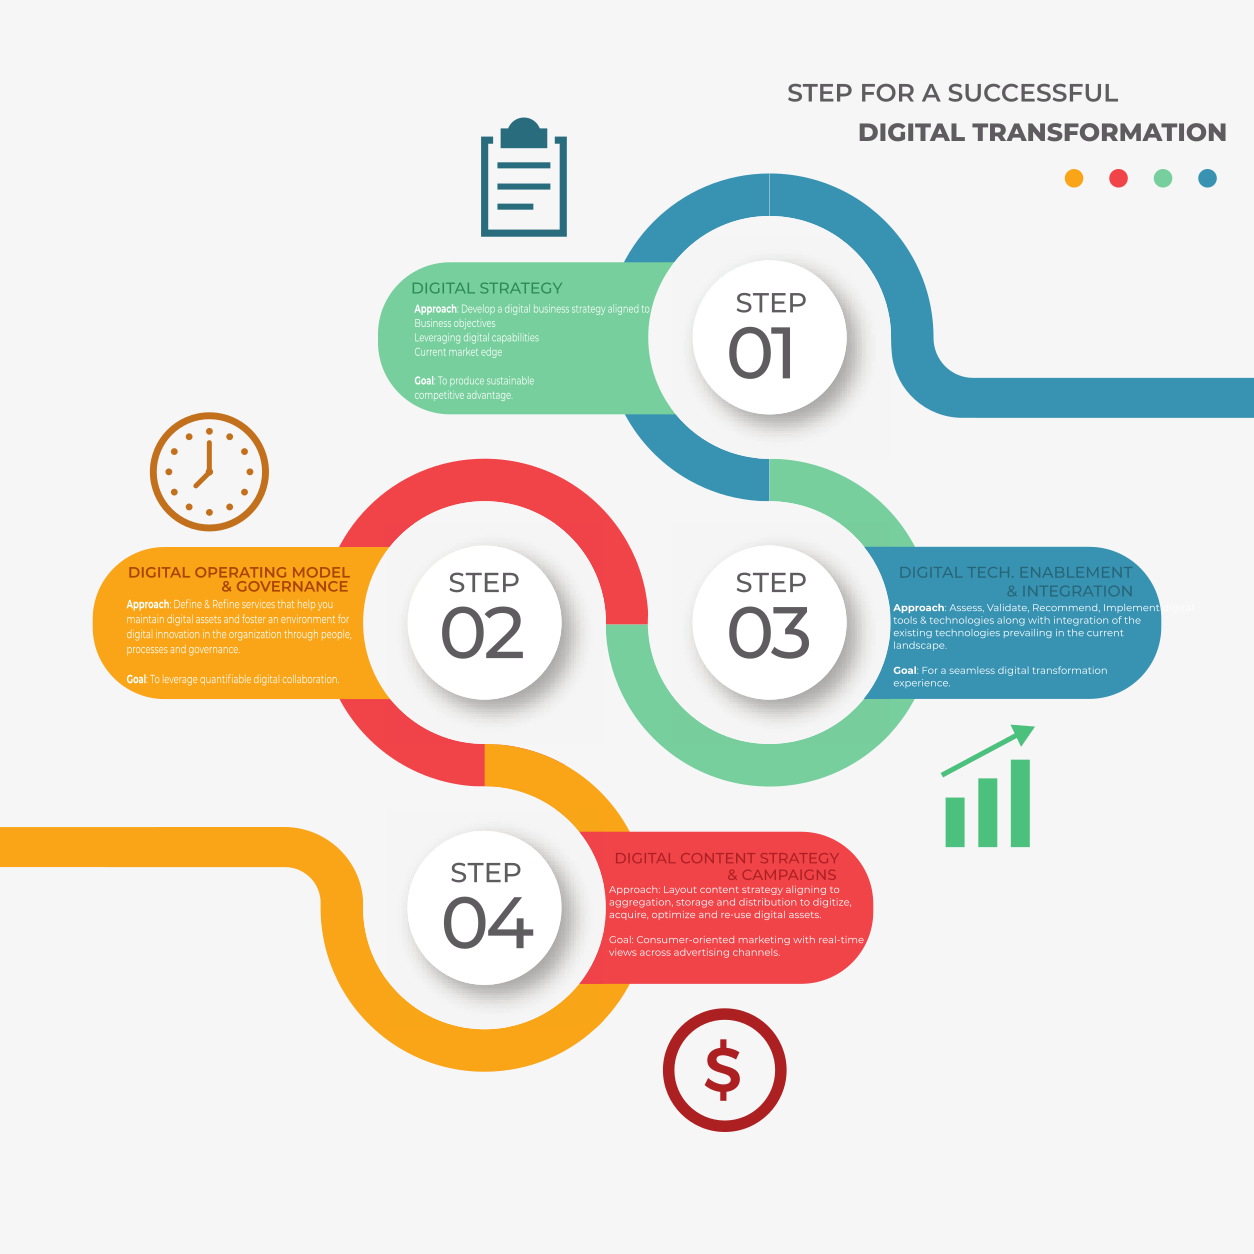 STEP FOR A SUCCESSFUL
DIGITAL TRANSFORMATION
STEP
01
DIGITAL STRATEGY
Approach: Develop a digital business strategy aligned to
Business objectives
Leveraging digital capabilities
Current market edge
Goal: To produce sustainable
competitive advantage.
STEP
02
DIGITAL OPERATING MODEL
& GOVERNANCE
Approach: Define & Refine services that help you
maintain digital assets and foster an environment for
digital innovation in the organization through people,
processes and governance.
Goal: To leverage quantifiable digital collaboration.
STEP
03
DIGITAL TECH. ENABLEMENT
& INTEGRATION
Approach: Assess, Validate, Recommend, Implement
tools & technologies along with integration of the
existing technologies prevailing in the current
landscape.
Goal: For a seamless digital transformation
experience.
STEP
04
DIGITAL CONTENT STRATEGY
& CAMPAIGNS
Approach: Layout content strategy aligning to
aggregation, storage and distribution to digitize,
acquire, optimize and re-use digital assets.
Goal: Consumer-oriented marketing with real-time
views across advertising channels.
$